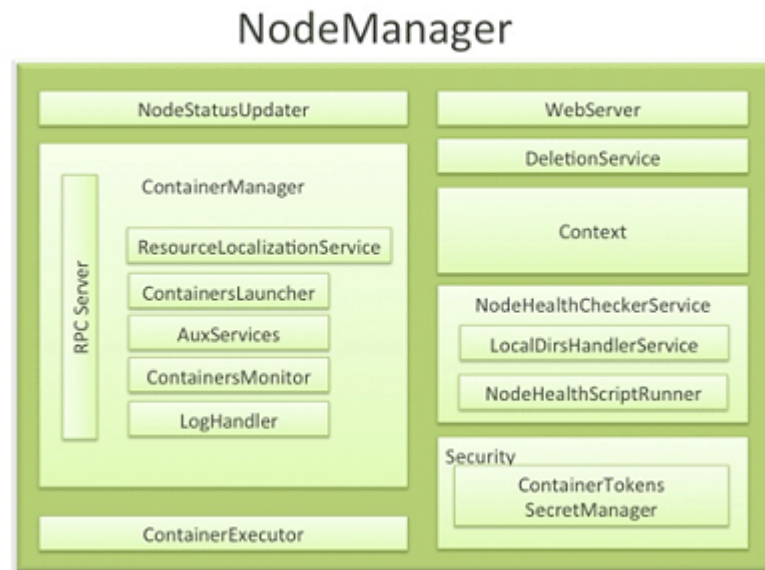 NodeManager
NodeStatusUpdater
ContainerManager
RPC Server
ResourceLocalizationService
ContainersLauncher
AuxServices
ContainersMonitor
LogHandler
ContainerExecutor
WebServer
DeletionService
Context
NodeHealthCheckerService
LocalDirsHandlerService
NodeHealthScriptRunner
Security
ContainerTokens
SecretManager